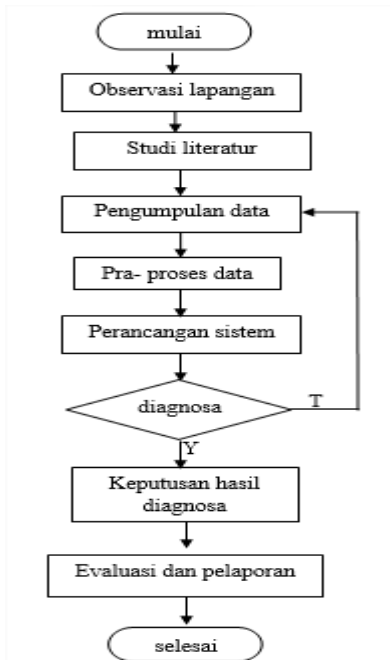 mulai
Observasi lapangan
Studi literatur
Pengumpulan data
Pra- proses data
Perancangan sistem
diagnosa
T
Y
Keputusan hasil
diagnosa
Evaluasi dan pelaporan
selesai